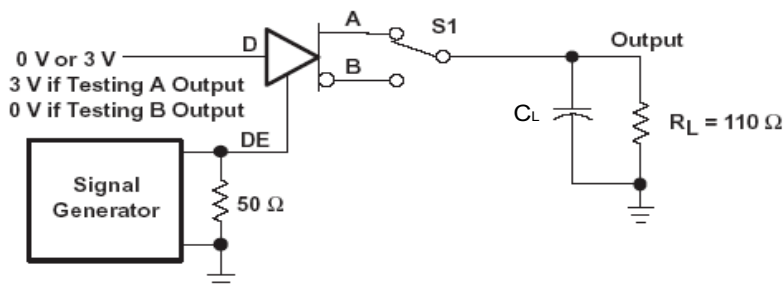 A
S1
D
Output
0 V or 3 V
3 V if Testing A Output
B
0 V if Testing B Output
CL
RL = 110 Ω
DE
Signal
Generator
50 Ω